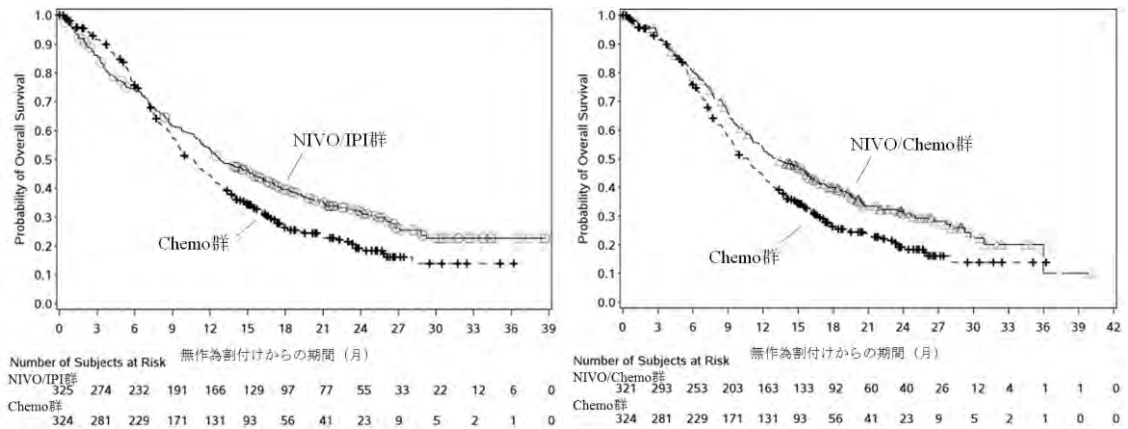 Probability of Overall Survival
1.0
0.9
0.8
0.7
0.6
0.5
0.4
0.3
0.2
0.1
0.0
NIVO/IPI群
Chemo群
0 3 6 9 12 15 18 21 24 27 30 33 36 39
無作為割付けからの期間（月）
Number of Subjects at Risk
NIVO/IPI群
325 274 232 191 166 129 97 77 55 33 22 12 6 0
Chemo群
324 281 229 171 131 93 56 41 23 9 5 2 1 0
Probability of Overall Survival
1.0
0.9
0.8
0.7
0.6
0.5
0.4
0.3
0.2
0.1
0.0
NIVO/Chemo群
Chemo群
0 3 6 9 12 15 18 21 24 27 30 33 36 39 42
無作為割付けからの期間（月）
Number of Subjects at Risk
NIVO/Chemo群
321 293 253 203 163 133 92 60 40 26 12 4 1 1 0
Chemo群
324 281 229 171 131 93 56 41 23 9 5 2 1 0 0